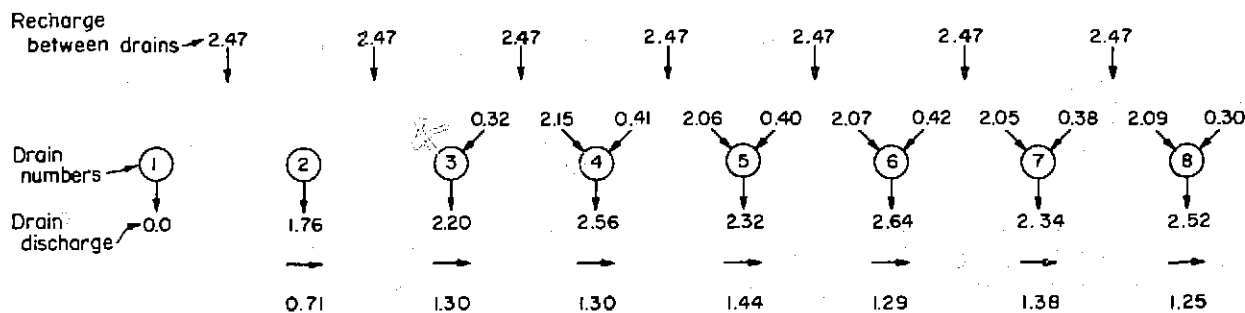 Recharge
between drains 2.47 2.47 2.47 2.47 2.47 2.47 2.47
0.32 2.15 0.41 2.06 0.40 2.07 0.42 2.05 0.38 2.09 0.30
Drain
numbers 1 2 3 4 5 6 7 8
Drain
discharge 0.0 1.76 2.20 2.56 2.32 2.64 2.34 2.52
0.71 1.30 1.30 1.44 1.29 1.38 1.25